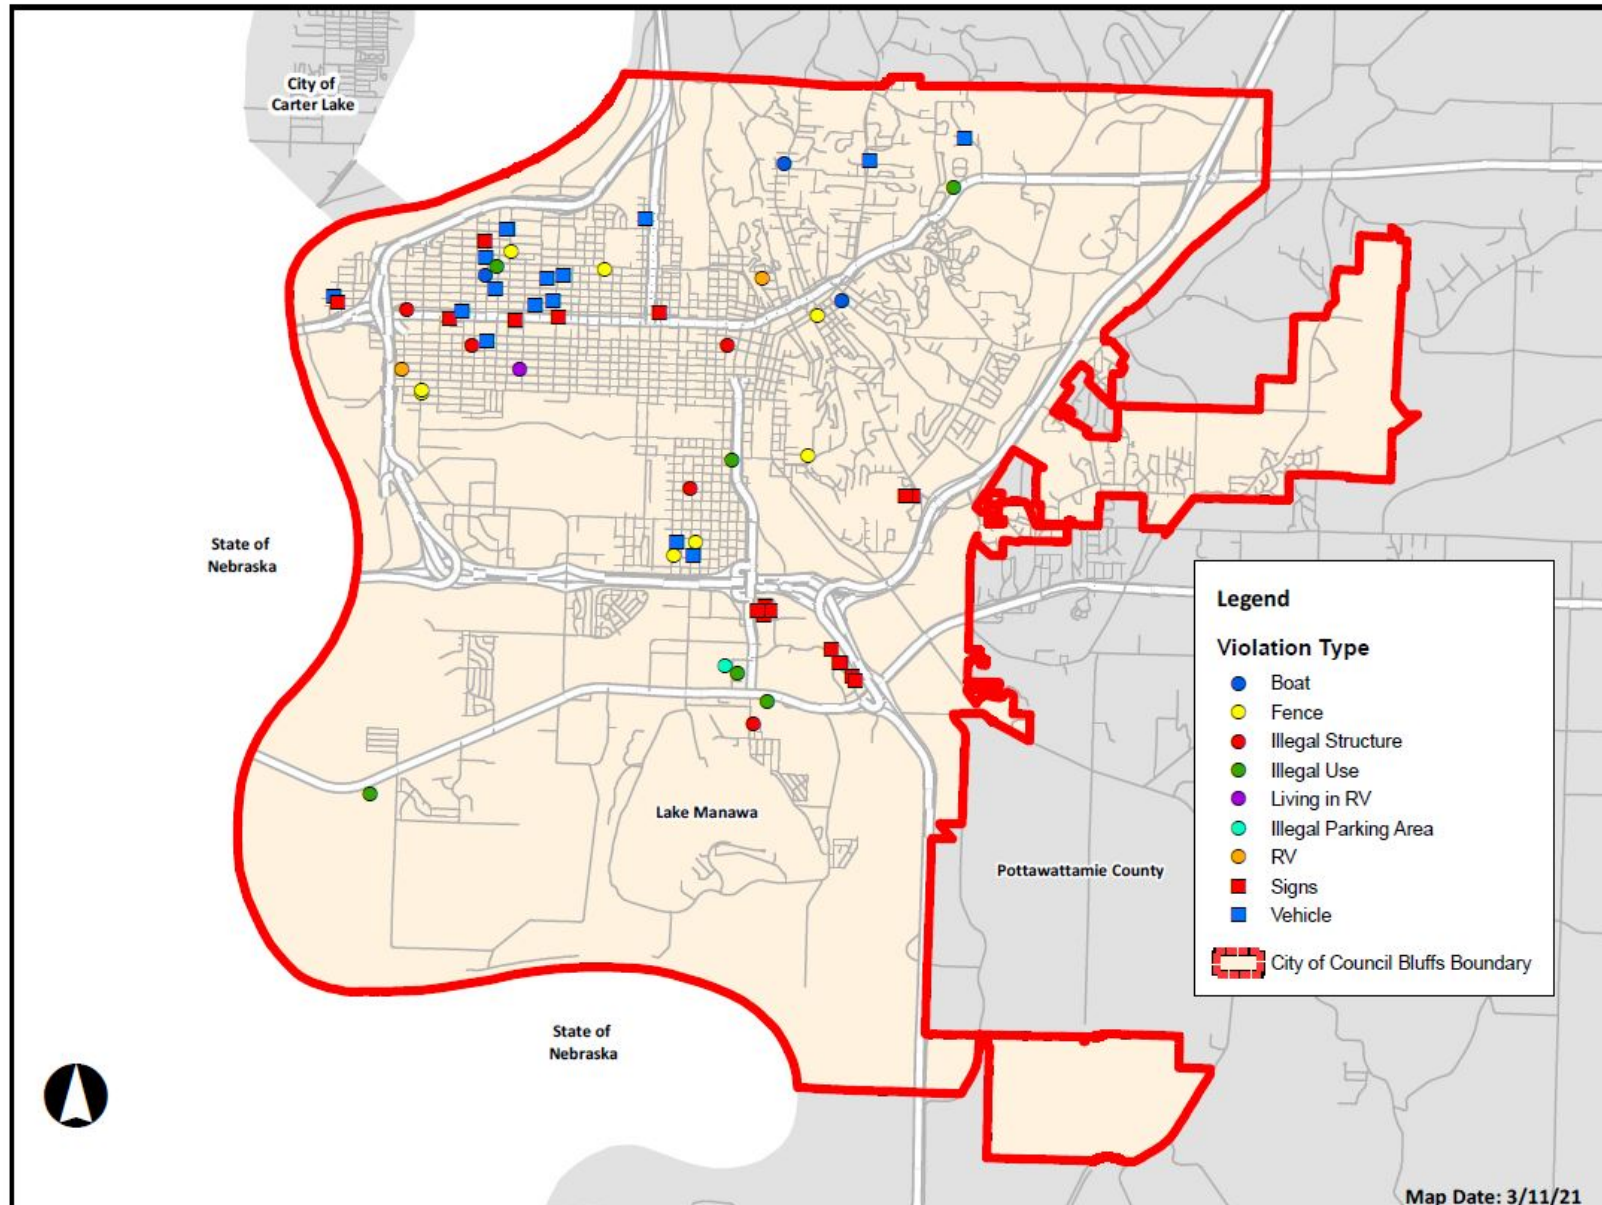 City of
Carter Lake
State of
Nebraska
Legend
Violation Type
Boat
Fence
Illegal Structure
Illegal Use
Living in RV
Illegal Parking Area
RV
Signs
Vehicle
City of Council Bluffs Boundary
Lake Manawa
Pottawattamie County
State of
Nebraska
Map Date: 3/11/21